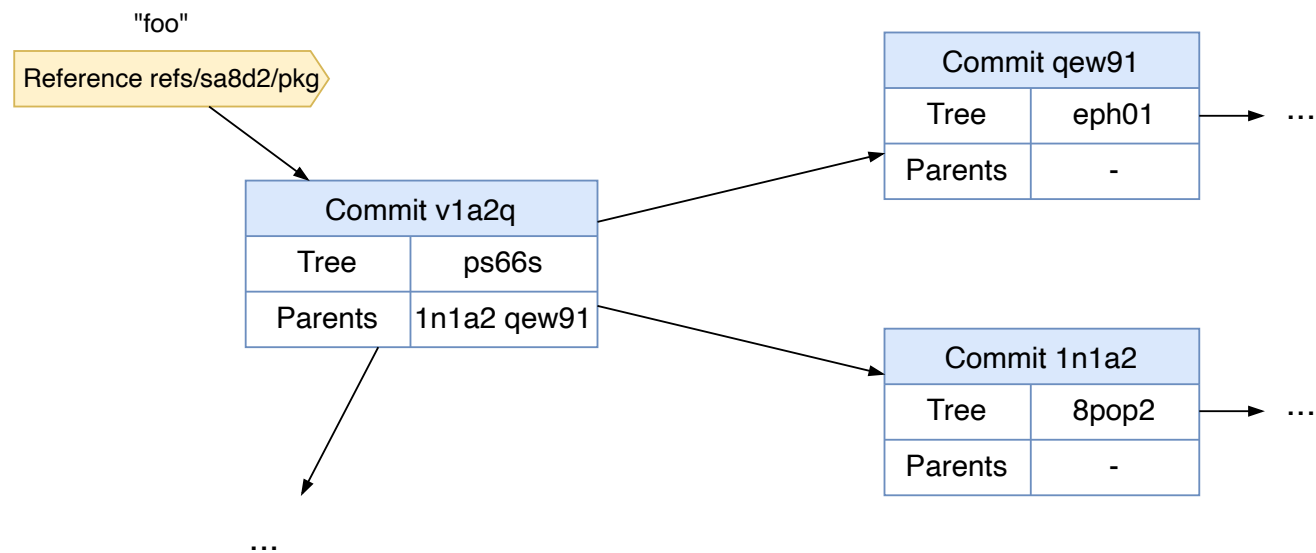 "foo"
Reference refs/sa8d2/pkg
Commit v1a2q
Tree ps66s
Parents 1n1a2 qew91
...
Commit qew91
Tree eph01
...
Parents -
Commit 1n1a2
Tree 8pop2
...
Parents -